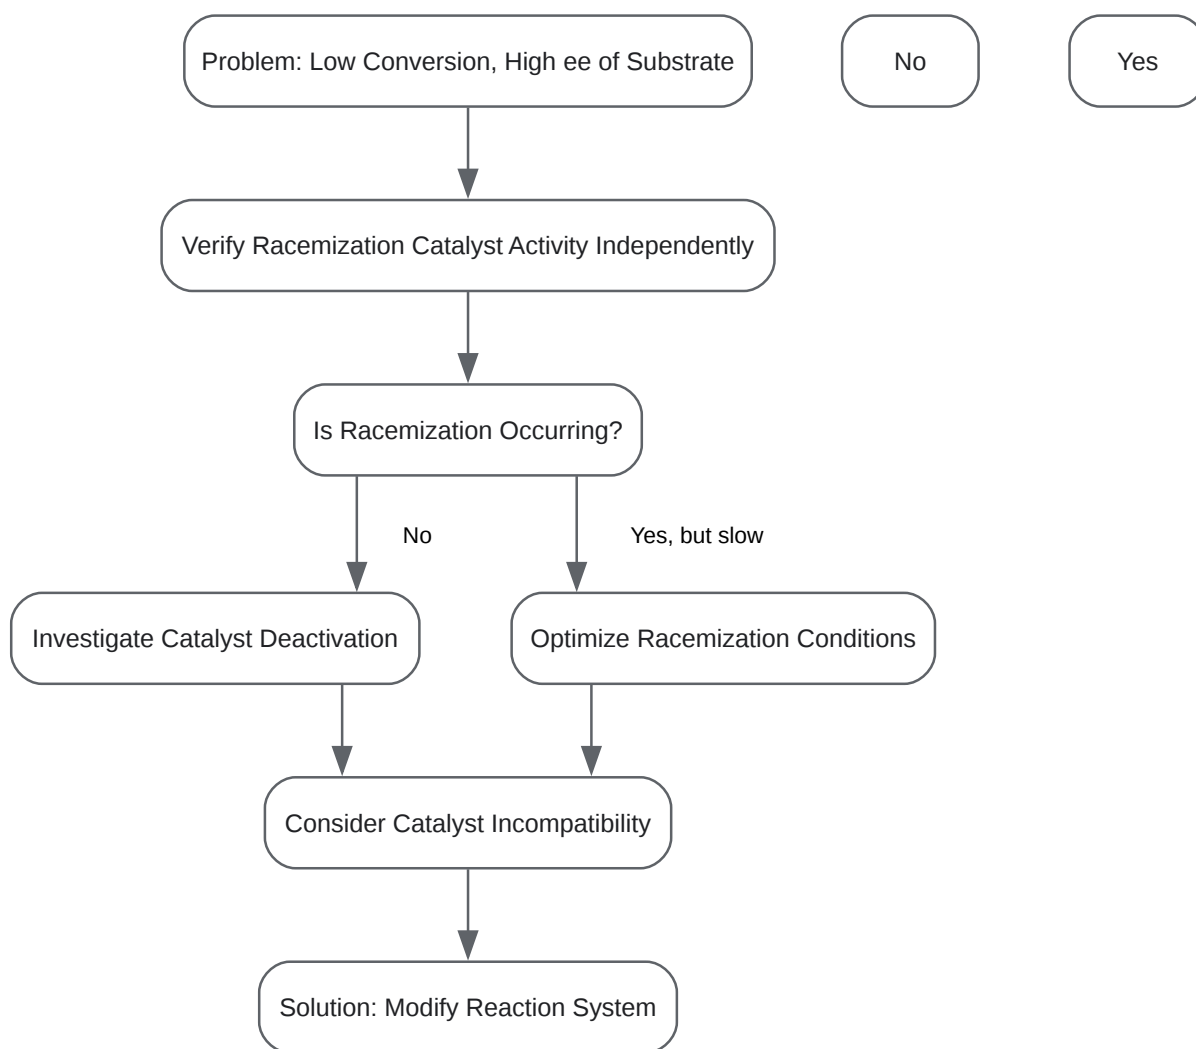 Problem: Low Conversion, High ee of Substrate
No
Yes
Verify Racemization Catalyst Activity Independently
Is Racemization Occurring?
No
Yes, but slow
Investigate Catalyst Deactivation
Optimize Racemization Conditions
Consider Catalyst Incompatibility
Solution: Modify Reaction System